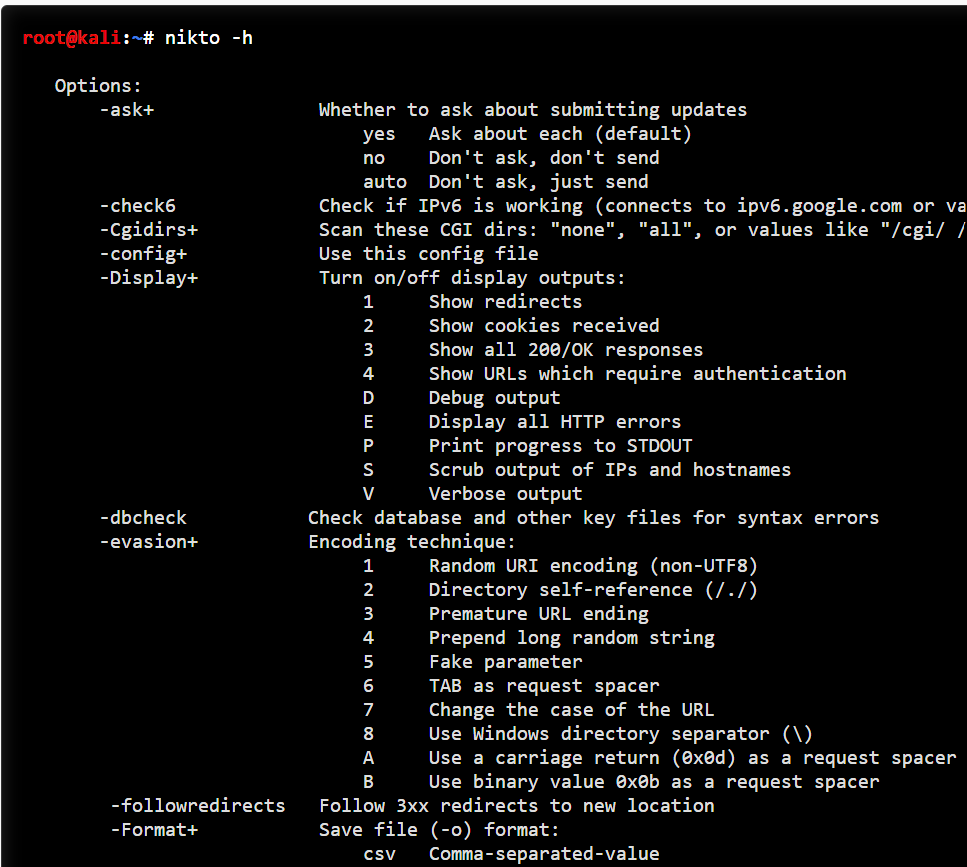 root@kali:~# nikto -h
Options:
-ask+ Whether to ask about submitting updates
yes Ask about each (default)
no Don't ask, don't send
auto Don't ask, just send
-check6 Check if IPv6 is working (connects to ipv6.google.com or va
-Cgidirs+ Scan these CGI dirs: "none", "all", or values like "/cgi/ /
-config+ Use this config file
-Display+ Turn on/off display outputs:
1 Show redirects
2 Show cookies received
3 Show all 200/OK responses
4 Show URLs which require authentication
D Debug output
E Display all HTTP errors
P Print progress to STDOUT
S Scrub output of IPs and hostnames
V Verbose output
-dbcheck Check database and other key files for syntax errors
-evasion+ Encoding technique:
1 Random URI encoding (non-UTF8)
2 Directory self-reference (/./)
3 Premature URL ending
4 Prepend long random string
5 Fake parameter
6 TAB as request spacer
7 Change the case of the URL
8 Use Windows directory separator (\)
A Use a carriage return (0x0d) as a request spacer
B Use binary value 0x0b as a request spacer
-followredirects Follow 3xx redirects to new location
-Format+ Save file (-o) format:
csv Comma-separated-value